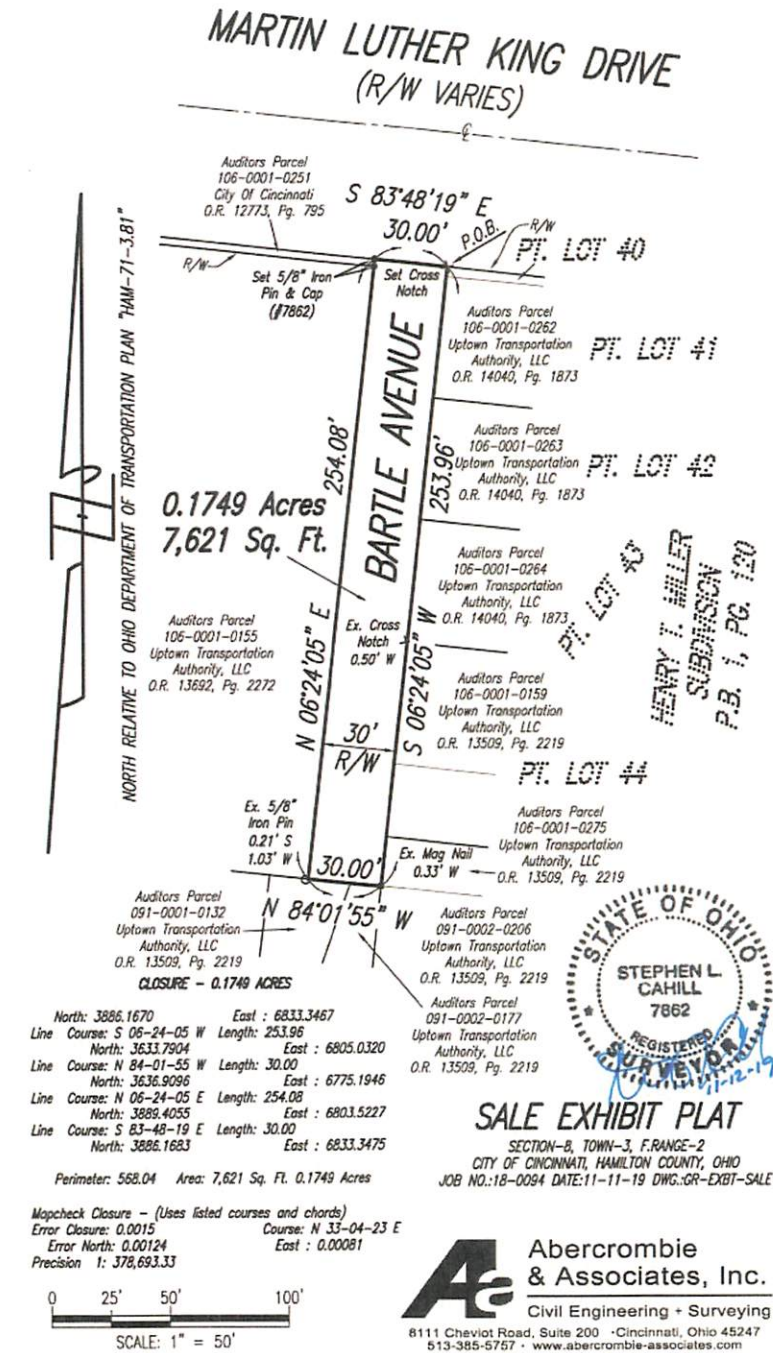 MARTIN LUTHER KING DRIVE
(R/W VARIES)
℄
Auditors Parcel
106-0001-0251
City Of Cincinnati
O.R. 12773, Pg. 795
S 83°48'19" E
30.00'
P.O.B.
R/W
PT. LOT 40
R/W
Set 5/8" Iron
Pin & Cap
(#7862)
Set Cross
Notch
NORTH RELATIVE TO OHIO DEPARTMENT OF TRANSPORTATION PLAN "HAM-71-3.81"
Auditors Parcel
106-0001-0262
Uptown Transportation
Authority, LLC
O.R. 14040, Pg. 1873
PT. LOT 41
BARTLE AVENUE
254.08'
253.96'
Auditors Parcel
106-0001-0263
Uptown Transportation
Authority, LLC
O.R. 14040, Pg. 1873
PT. LOT 42
0.1749 Acres
7,621 Sq. Ft.
Auditors Parcel
106-0001-0264
Uptown Transportation
Authority, LLC
O.R. 14040, Pg. 1873
PT. LOT 43
HENRY T. MILLER
SUBDIVISION
P.B. 1, PG. 120
Auditors Parcel
106-0001-0155
Uptown Transportation
Authority, LLC
O.R. 13692, Pg. 2272
Ex. Cross
Notch
0.50' W
N 06°24'05" E
S 06°24'05" W
Auditors Parcel
106-0001-0159
Uptown Transportation
Authority, LLC
O.R. 13509, Pg. 2219
30'
R/W
PT. LOT 44
Ex. 5/8"
Iron Pin
0.21' S
1.03' W
30.00'
Ex. Mag Nail
0.33' W
Auditors Parcel
106-0001-0275
Uptown Transportation
Authority, LLC
O.R. 13509, Pg. 2219
Auditors Parcel
091-0001-0132
Uptown Transportation
Authority, LLC
O.R. 13509, Pg. 2219
N 84°01'55" W
Auditors Parcel
091-0002-0206
Uptown Transportation
Authority, LLC
O.R. 13509, Pg. 2219
Auditors Parcel
091-0002-0177
Uptown Transportation
Authority, LLC
O.R. 13509, Pg. 2219
STATE OF OHIO
STEPHEN L.
CAHILL
7862
REGISTERED
SURVEYOR
11-12-19
CLOSURE - 0.1749 ACRES
North: 3886.1670 East : 6833.3467
Line Course: S 06-24-05 W Length: 253.96
North: 3633.7904 East : 6805.0320
Line Course: N 84-01-55 W Length: 30.00
North: 3636.9096 East : 6775.1946
Line Course: N 06-24-05 E Length: 254.08
North: 3889.4055 East : 6803.5227
Line Course: S 83-48-19 E Length: 30.00
North: 3886.1683 East : 6833.3475
Perimeter: 568.04 Area: 7,621 Sq. Ft. 0.1749 Acres
Mapcheck Closure - (Uses listed courses and chords)
Error Closure: 0.0015 Course: N 33-04-23 E
Error North: 0.00124 East : 0.00081
Precision 1: 378,693.33
0 25' 50' 100'
SCALE: 1" = 50'
SALE EXHIBIT PLAT
SECTION-8, TOWN-3, F.RANGE-2
CITY OF CINCINNATI, HAMILTON COUNTY, OHIO
JOB NO.:18-0094 DATE:11-11-19 DWG.:GR-EXBT-SALE
Aa
Abercrombie
& Associates, Inc.
Civil Engineering + Surveying
8111 Cheviot Road, Suite 200 · Cincinnati, Ohio 45247
513-385-5757 · www.abercrombie-associates.com